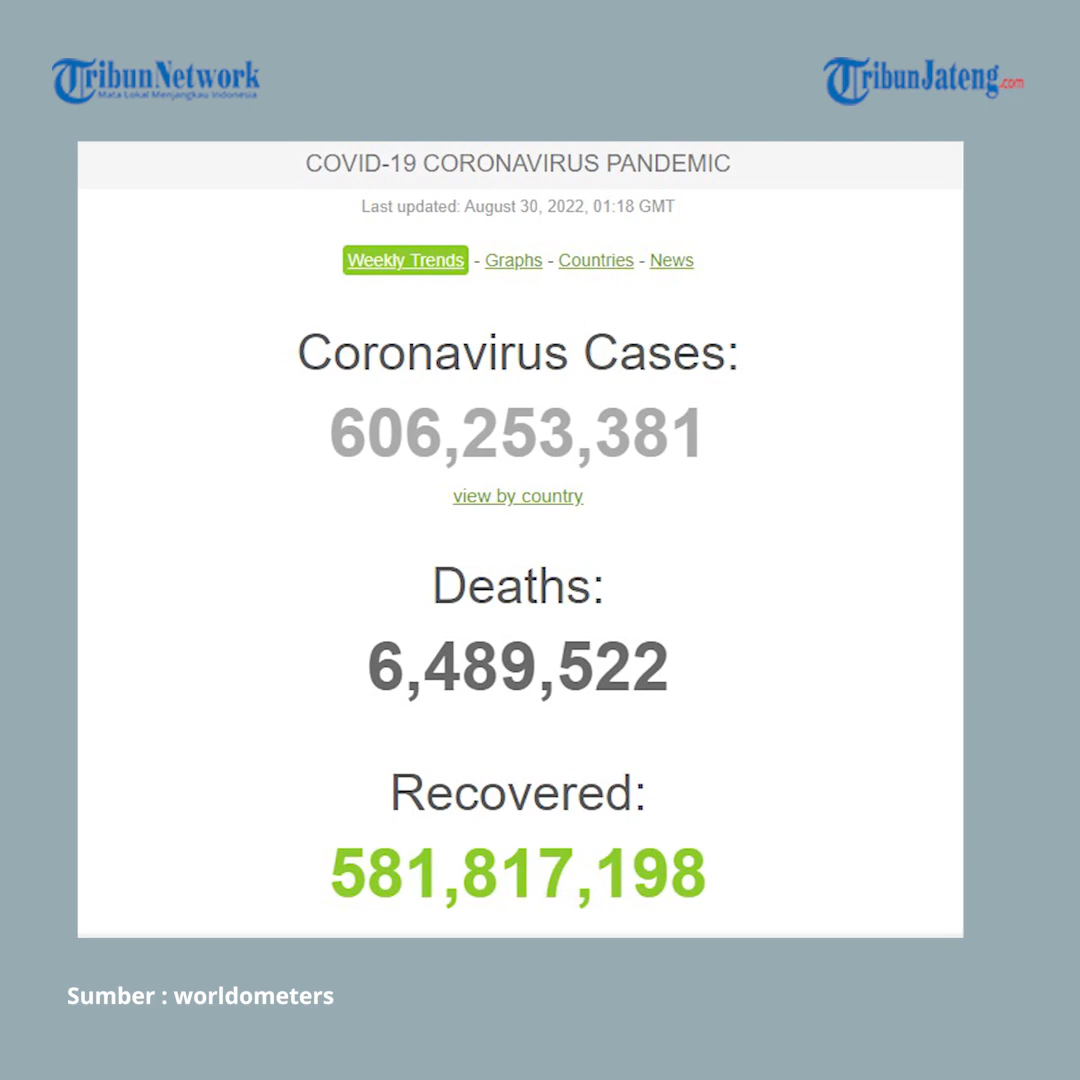 TribunNetwork
Mata Lokal Menjangkau Indonesia
TribunJateng.com
COVID-19 CORONAVIRUS PANDEMIC
Last updated: August 30, 2022, 01:18 GMT
Weekly Trends - Graphs - Countries - News
Coronavirus Cases:
606,253,381
view by country
Deaths:
6,489,522
Recovered:
581,817,198
Sumber : worldometers